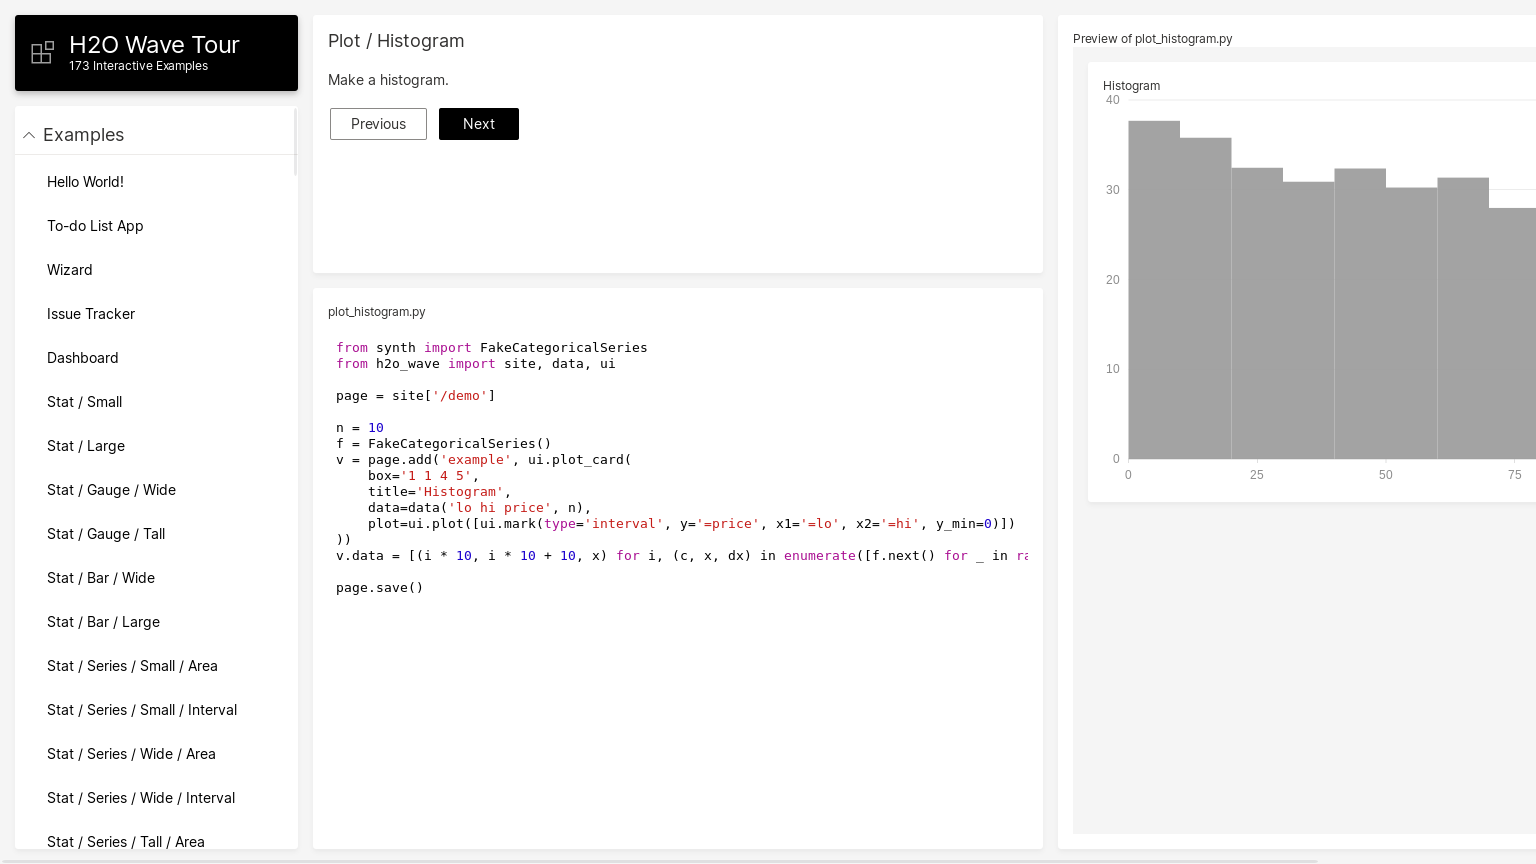 H2O Wave Tour
173 Interactive Examples
Examples
Hello World!
To-do List App
Wizard
Issue Tracker
Dashboard
Stat / Small
Stat / Large
Stat / Gauge / Wide
Stat / Gauge / Tall
Stat / Bar / Wide
Stat / Bar / Large
Stat / Series / Small / Area
Stat / Series / Small / Interval
Stat / Series / Wide / Area
Stat / Series / Wide / Interval
Stat / Series / Tall / Area
Plot / Histogram
Make a histogram.
Previous
Next
plot_histogram.py
from synth import FakeCategoricalSeries
from h2o_wave import site, data, ui
page = site['/demo']
n = 10
f = FakeCategoricalSeries()
v = page.add('example', ui.plot_card(
    box='1 1 4 5',
    title='Histogram',
    data=data('lo hi price', n),
    plot=ui.plot([ui.mark(type='interval', y='=price', x1='=lo', x2='=hi', y_min=0)])
))
v.data = [(i * 10, i * 10 + 10, x) for i, (c, x, dx) in enumerate([f.next() for _ in ra
page.save()
Preview of plot_histogram.py
Histogram
40
30
20
10
0
0 25 50 75